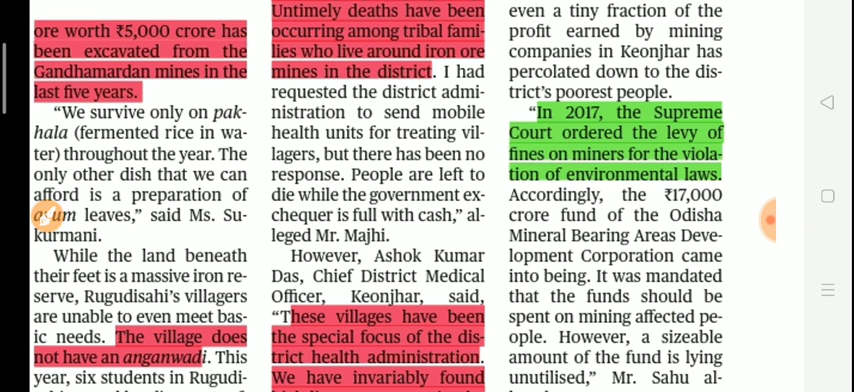 ore worth ₹5,000 crore has
been excavated from the
Gandhamardan mines in the
last five years.
“We survive only on pak-
hala (fermented rice in wa-
ter) throughout the year. The
only other dish that we can
afford is a preparation of
leaves,” said Ms. Su-
kurmani.
While the land beneath
their feet is a massive iron re-
serve, Rugudisahi’s villagers
are unable to even meet bas-
ic needs. The village does
not have an anganwadi. This
year, six students in Rugudi-
Untimely deaths have been
occurring among tribal fami-
lies who live around iron ore
mines in the district. I had
requested the district admi-
nistration to send mobile
health units for treating vil-
lagers, but there has been no
response. People are left to
die while the government ex-
chequer is full with cash,” al-
leged Mr. Majhi.
However, Ashok Kumar
Das, Chief District Medical
Officer, Keonjhar, said,
“These villages have been
the special focus of the dis-
trict health administration.
We have invariably found
even a tiny fraction of the
profit earned by mining
companies in Keonjhar has
percolated down to the dis-
trict’s poorest people.
“In 2017, the Supreme
Court ordered the levy of
fines on miners for the viola-
tion of environmental laws.
Accordingly, the ₹17,000
crore fund of the Odisha
Mineral Bearing Areas Deve-
lopment Corporation came
into being. It was mandated
that the funds should be
spent on mining affected pe-
ople. However, a sizeable
amount of the fund is lying
unutilised,” Mr. Sahu al-